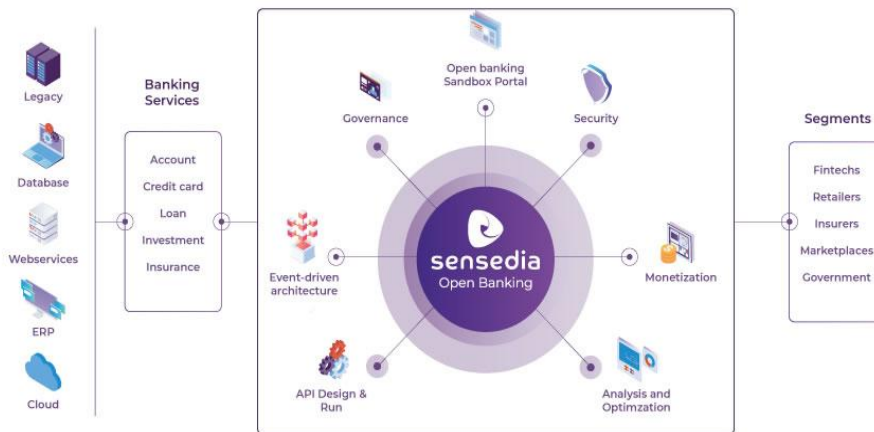 Legacy
Database
Webservices
ERP
Cloud
Banking
Services
Account
Credit card
Loan
Investment
Insurance
Open banking
Sandbox Portal
Governance
Security
Event-driven
architecture
sensedia
Open Banking
Monetization
API Design &
Run
Analysis and
Optimzation
Segments
Fintechs
Retailers
Insurers
Marketplaces
Government